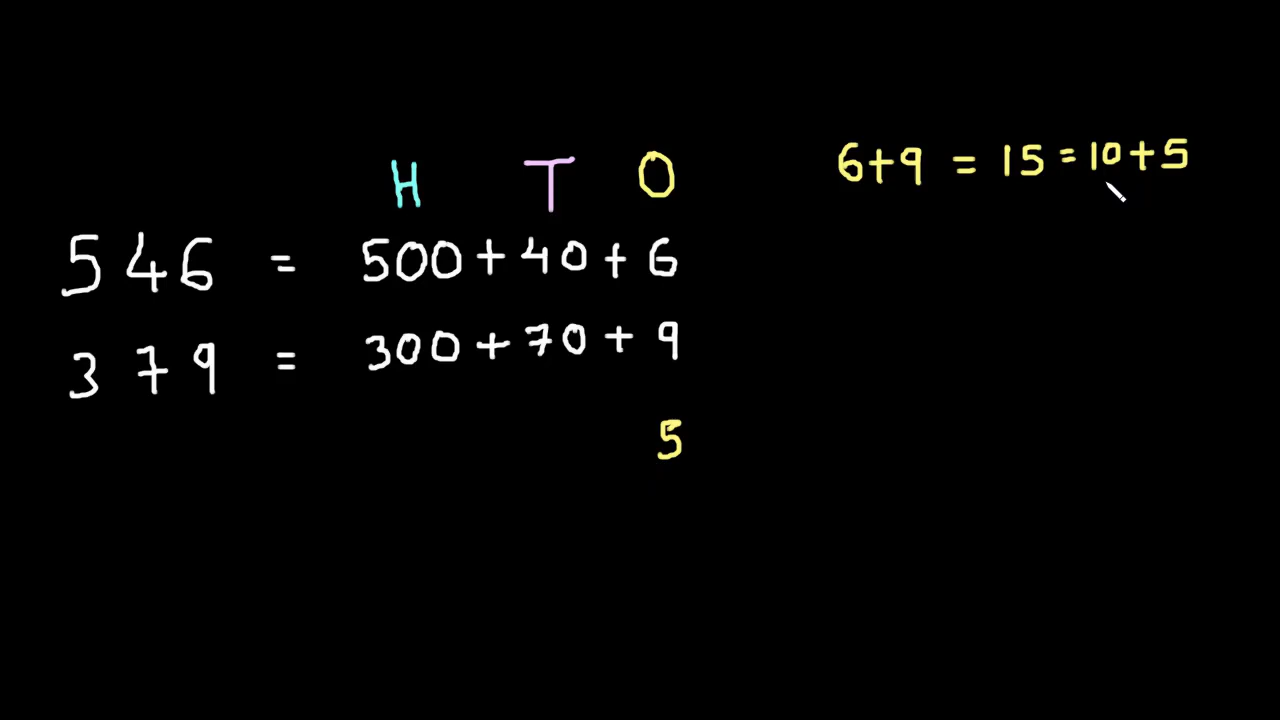 H T O
6+9 = 15 = 10+5
546 = 500+40+6
379 = 300+70+9
5